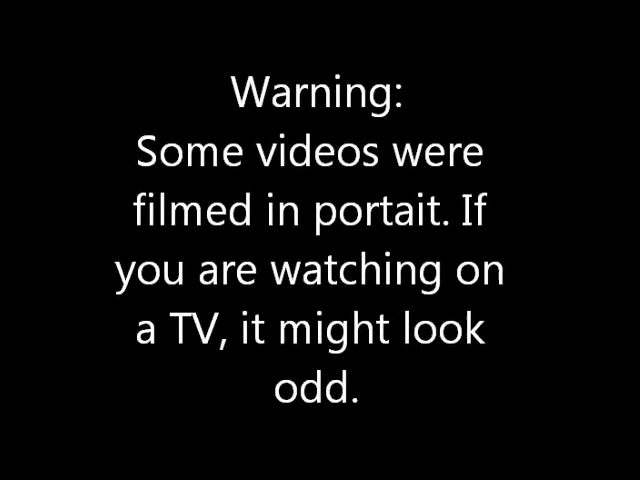 Warning:
Some videos were
filmed in portait. If
you are watching on
a TV, it might look
odd.